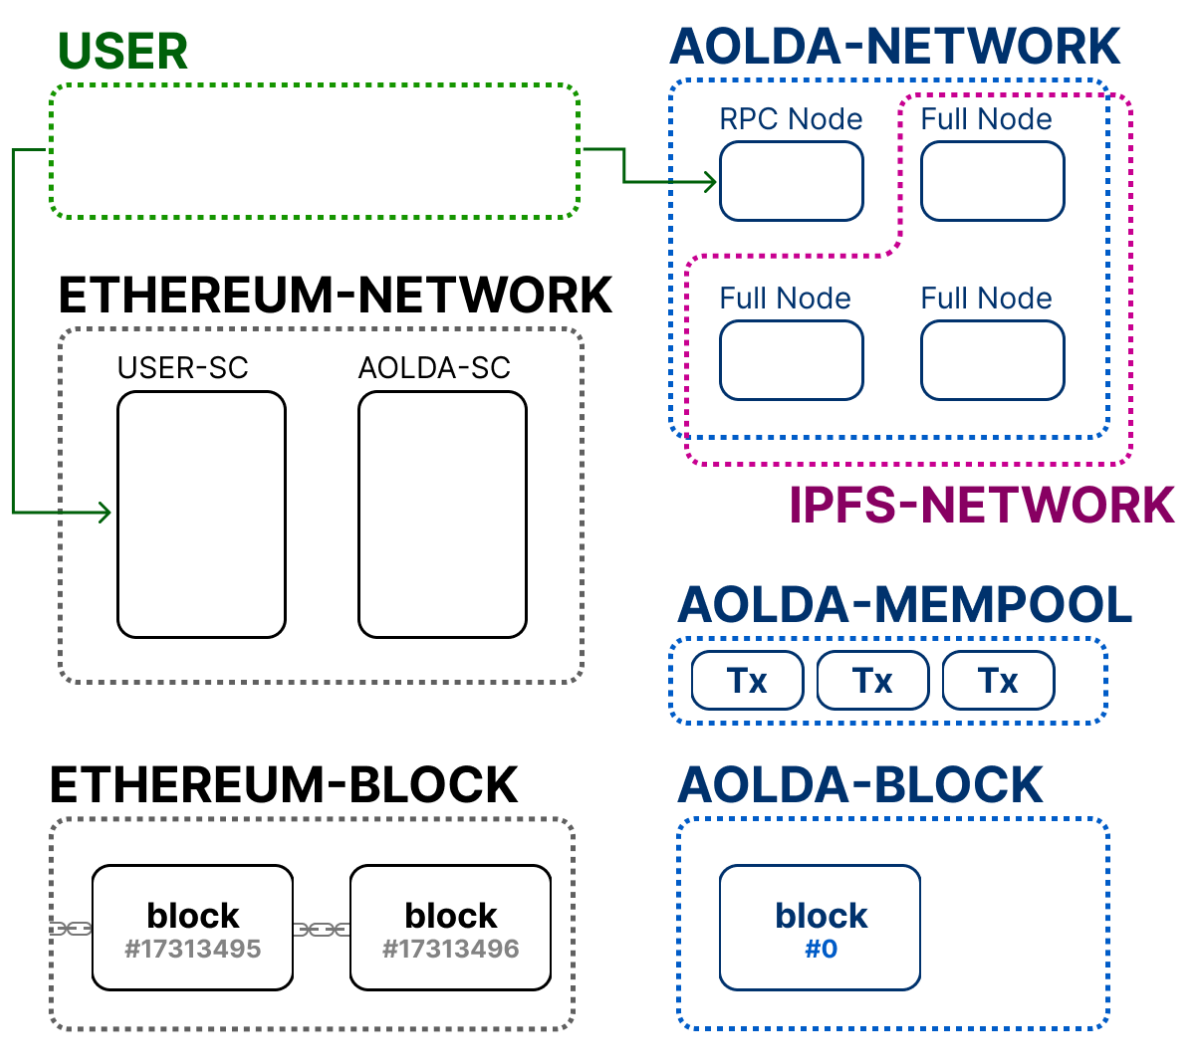 USER
AOLDA-NETWORK
RPC Node
Full Node
ETHEREUM-NETWORK
USER-SC
AOLDA-SC
Full Node
Full Node
IPFS-NETWORK
AOLDA-MEMPOOL
Tx
Tx
Tx
ETHEREUM-BLOCK
block
#17313495
block
#17313496
AOLDA-BLOCK
block
#0